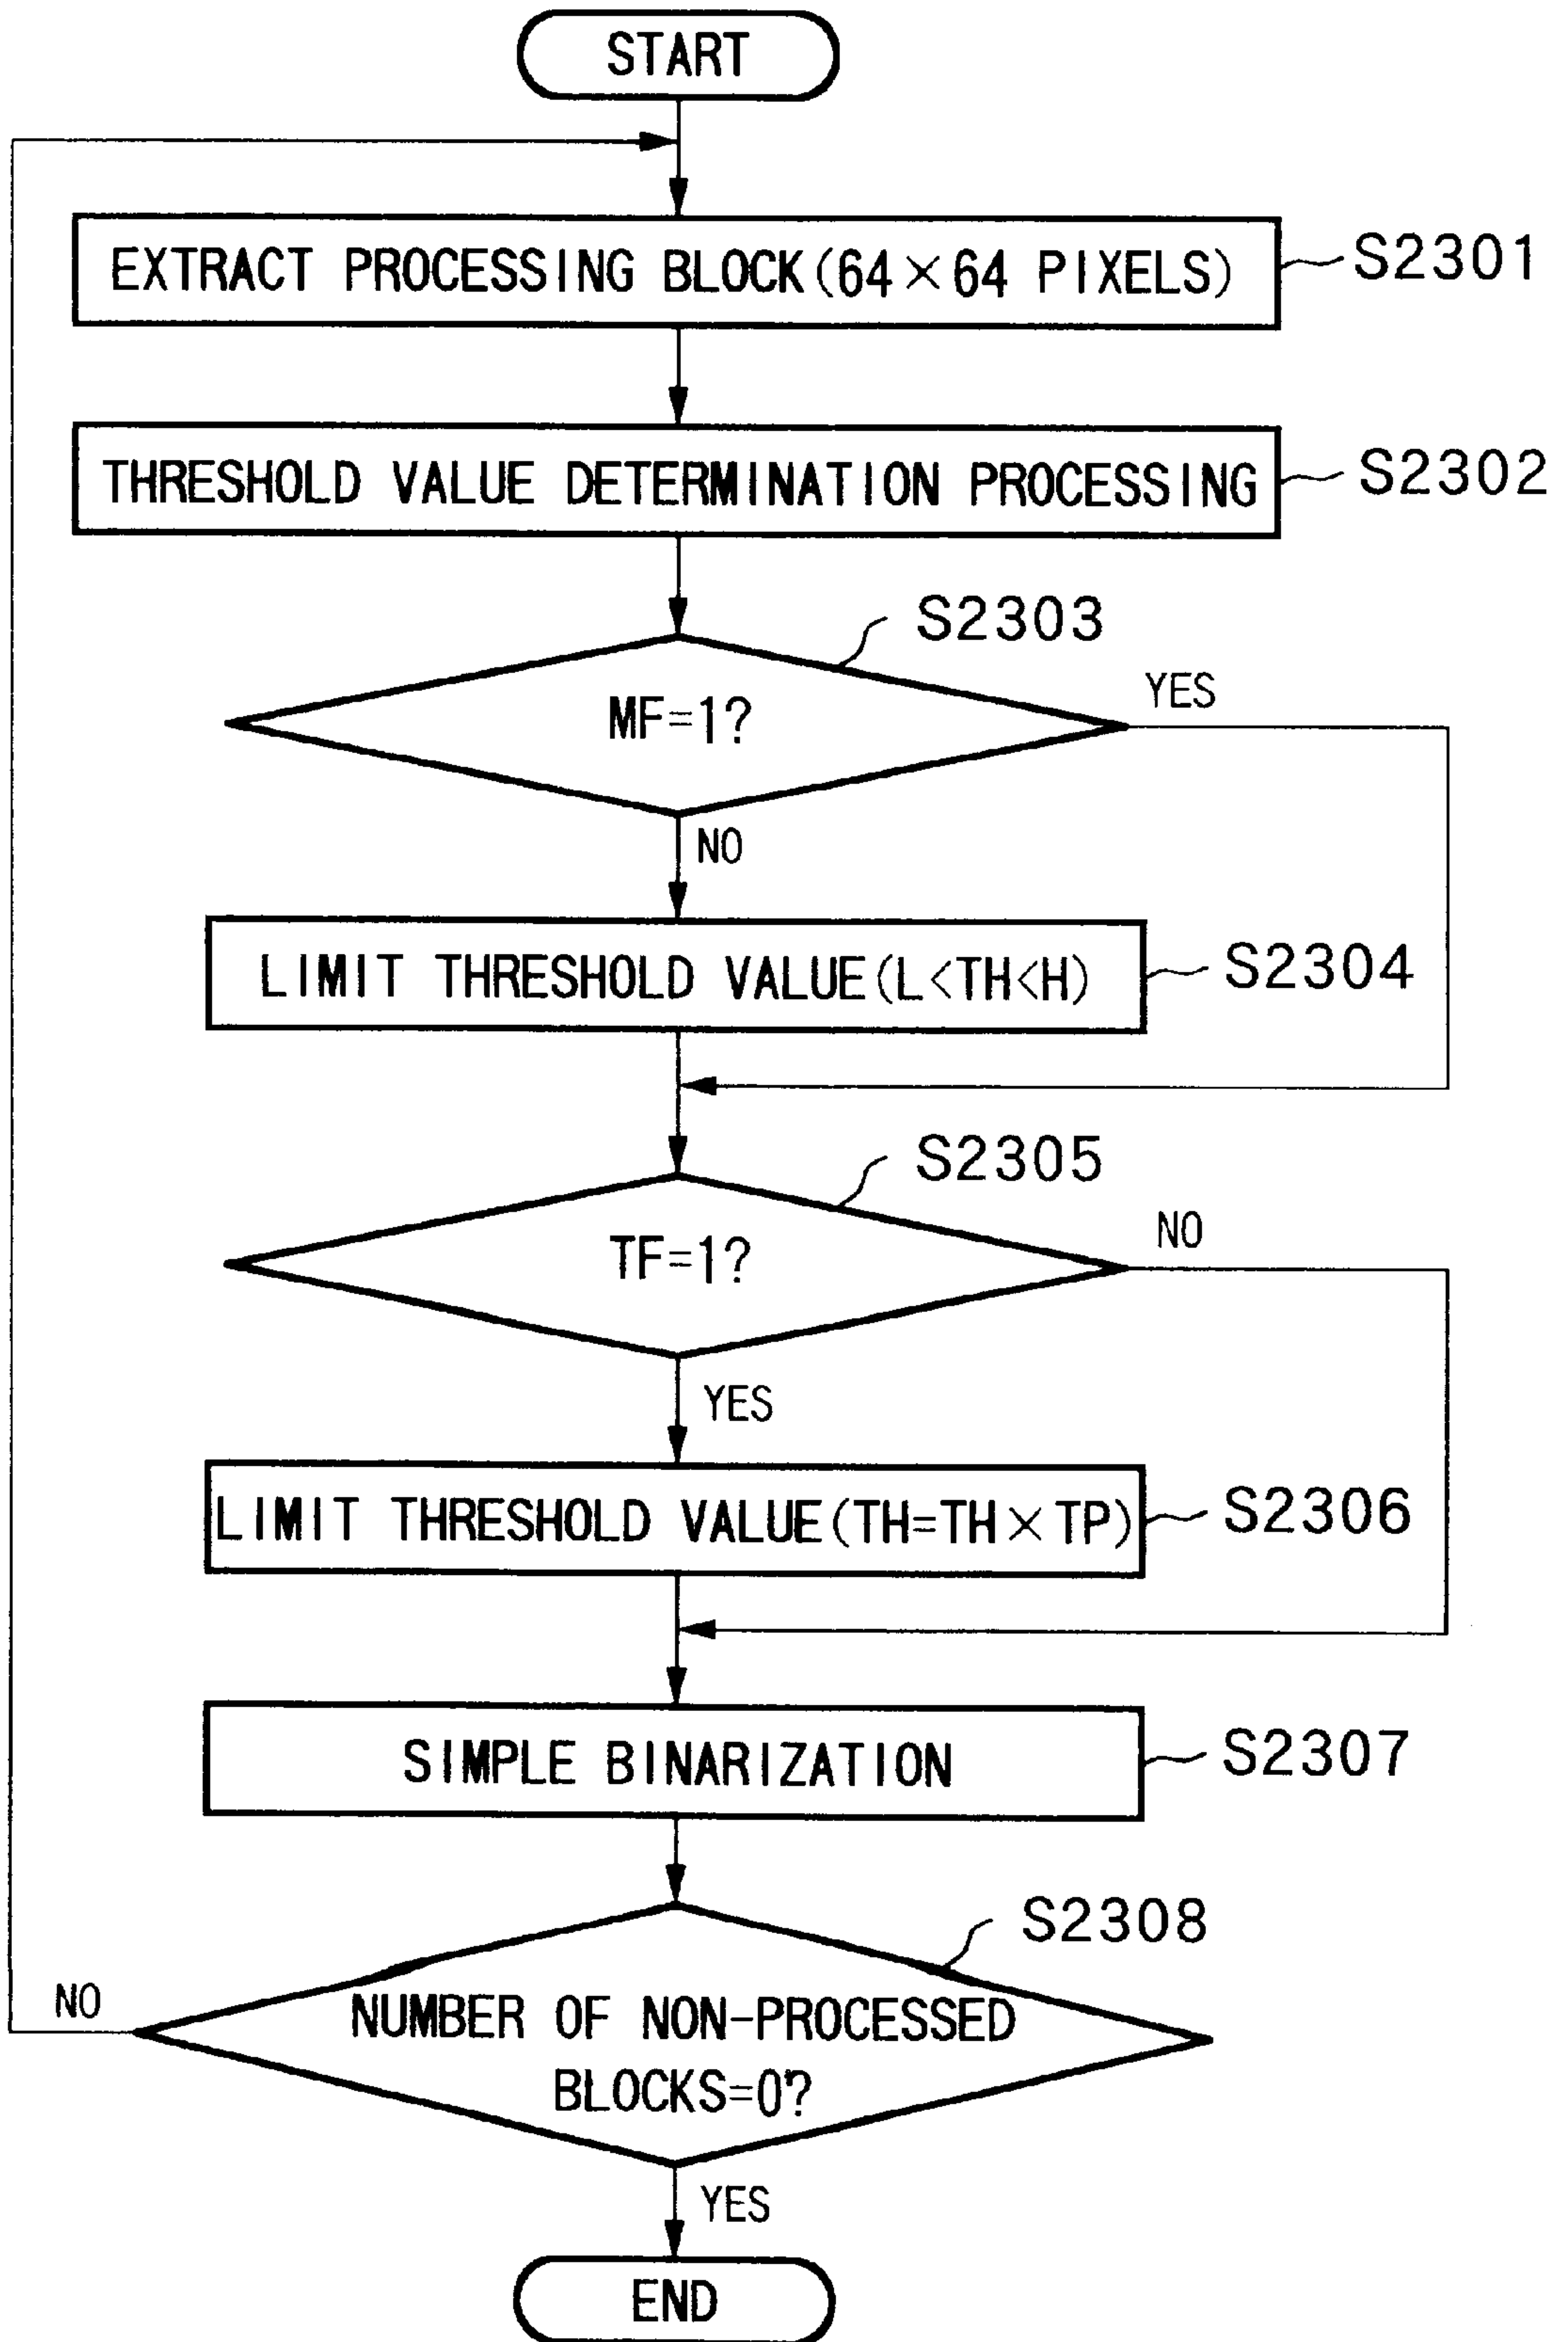 START
EXTRACT PROCESSING BLOCK(64×64 PIXELS)
S2301
THRESHOLD VALUE DETERMINATION PROCESSING
S2302
S2303
MF=1?
YES
NO
LIMIT THRESHOLD VALUE(L<TH<H)
S2304
S2305
TF=1?
NO
YES
LIMIT THRESHOLD VALUE(TH=TH×TP)
S2306
SIMPLE BINARIZATION
S2307
S2308
NUMBER OF NON-PROCESSED
BLOCKS=0?
NO
YES
END